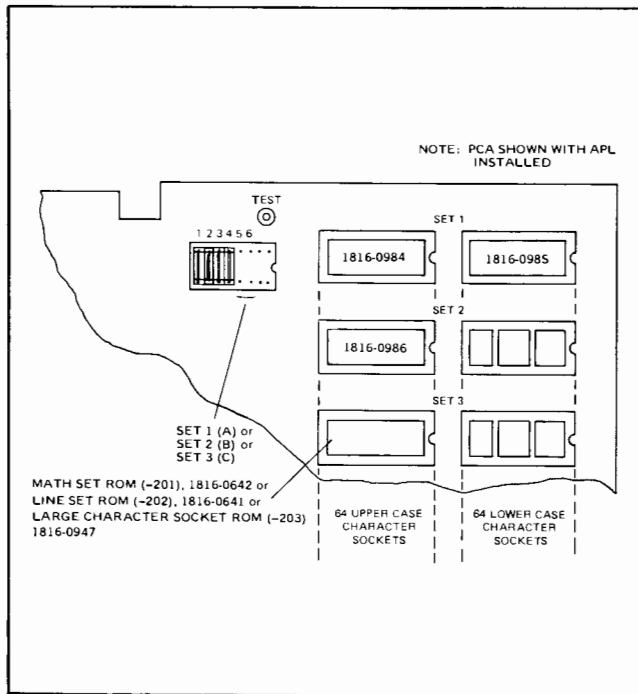 NOTE: PCA SHOWN WITH APL
INSTALLED
TEST
1 2 3 4 5 6
SET 1
1816-0984
1816-0985
SET 2
1816-0986
SET 3
SET 1 (A) or
SET 2 (B) or
SET 3 (C)
MATH SET ROM (-201), 1816-0642 or
LINE SET ROM (-202), 1816-0641 or
LARGE CHARACTER SOCKET ROM (-203)
1816-0947
64 UPPER CASE
CHARACTER
SOCKETS
64 LOWER CASE
CHARACTER
SOCKETS